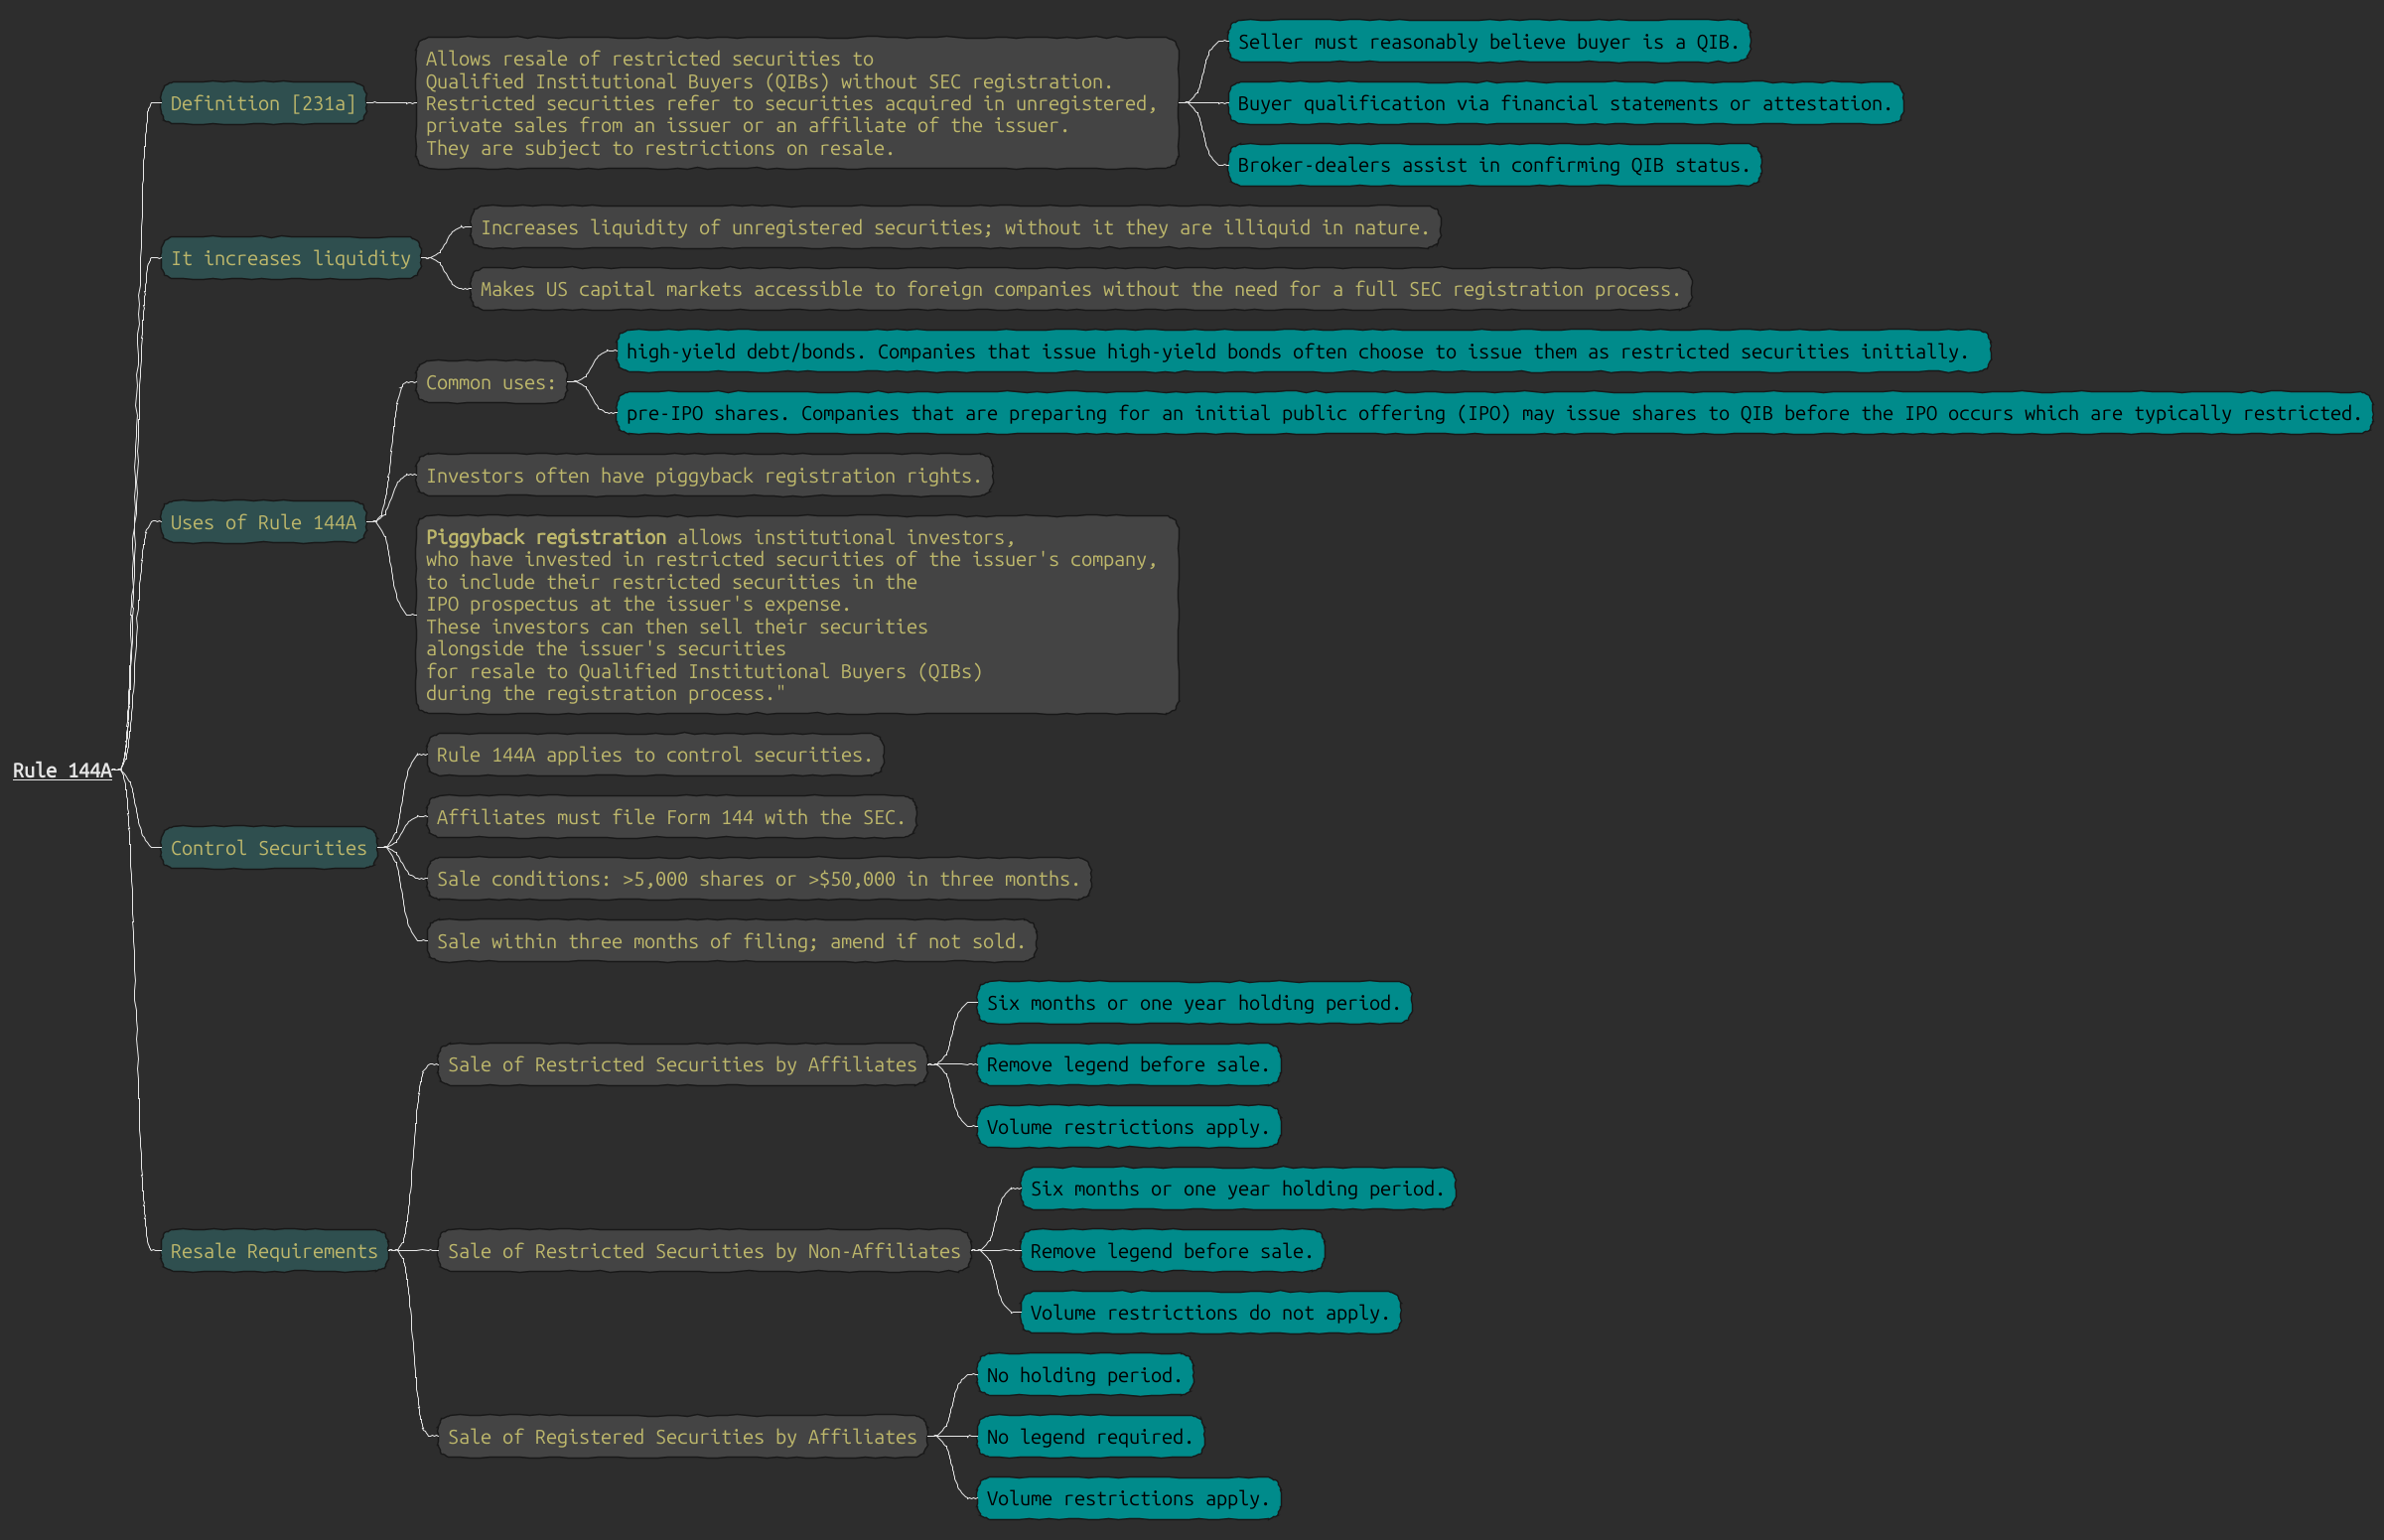 Rule 144A
Definition [231a]
Allows resale of restricted securities to
Qualified Institutional Buyers (QIBs) without SEC registration.
Restricted securities refer to securities acquired in unregistered,
private sales from an issuer or an affiliate of the issuer.
They are subject to restrictions on resale.
Seller must reasonably believe buyer is a QIB.
Buyer qualification via financial statements or attestation.
Broker-dealers assist in confirming QIB status.
It increases liquidity
Increases liquidity of unregistered securities; without it they are illiquid in nature.
Makes US capital markets accessible to foreign companies without the need for a full SEC registration process.
Uses of Rule 144A
Common uses:
high-yield debt/bonds. Companies that issue high-yield bonds often choose to issue them as restricted securities initially.
pre-IPO shares. Companies that are preparing for an initial public offering (IPO) may issue shares to QIB before the IPO occurs which are typically restricted.
Investors often have piggyback registration rights.
Piggyback registration allows institutional investors,
who have invested in restricted securities of the issuer's company,
to include their restricted securities in the
IPO prospectus at the issuer's expense.
These investors can then sell their securities
alongside the issuer's securities
for resale to Qualified Institutional Buyers (QIBs)
during the registration process."
Control Securities
Rule 144A applies to control securities.
Affiliates must file Form 144 with the SEC.
Sale conditions: >5,000 shares or >$50,000 in three months.
Sale within three months of filing; amend if not sold.
Resale Requirements
Sale of Restricted Securities by Affiliates
Six months or one year holding period.
Remove legend before sale.
Volume restrictions apply.
Sale of Restricted Securities by Non-Affiliates
Six months or one year holding period.
Remove legend before sale.
Volume restrictions do not apply.
Sale of Registered Securities by Affiliates
No holding period.
No legend required.
Volume restrictions apply.